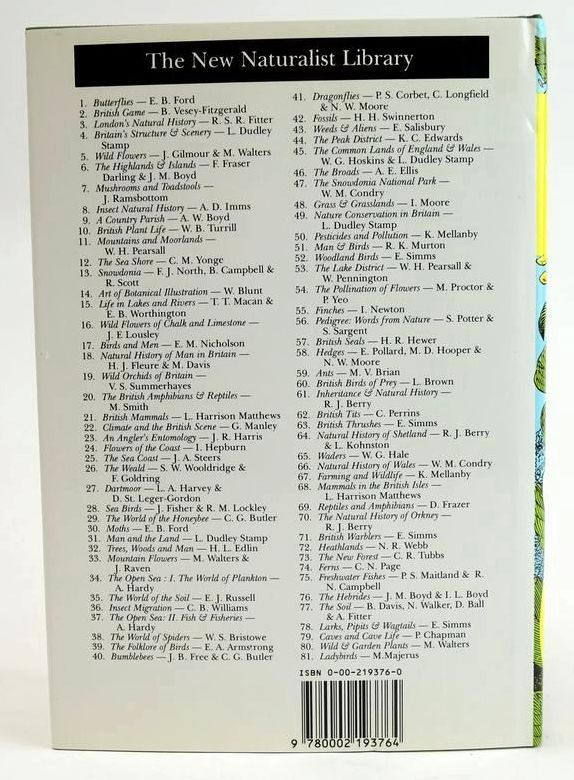 The New Naturalist Library
1. Butterflies — E. B. Ford
2. British Game — B. Vesey-Fitzgerald
3. London's Natural History — R. S. R. Fitter
4. Britain's Structure & Scenery — L. Dudley
Stamp
5. Wild Flowers — J. Gilmour & M. Walters
6. The Highlands & Islands — F. Fraser
Darling & J. M. Boyd
7. Mushrooms and Toadstools —
J. Ramsbottom
8. Insect Natural History — A. D. Imms
9. A Country Parish — A. W. Boyd
10. British Plant Life — W. B. Turrill
11. Mountains and Moorlands —
W. H. Pearsall
12. The Sea Shore — C. M. Yonge
13. Snowdonia — F. J. North, B. Campbell &
R. Scott
14. Art of Botanical Illustration — W. Blunt
15. Life in Lakes and Rivers — T. T. Macan &
E. B. Worthington
16. Wild Flowers of Chalk and Limestone —
J. E Lousley
17. Birds and Men — E. M. Nicholson
18. Natural History of Man in Britain —
H. J. Fleure & M. Davis
19. Wild Orchids of Britain —
V. S. Summerhayes
20. The British Amphibians & Reptiles —
M. Smith
21. British Mammals — L. Harrison Matthews
22. Climate and the British Scene — G. Manley
23. An Angler's Entomology — J. R. Harris
24. Flowers of the Coast — I. Hepburn
25. The Sea Coast — J. A. Steers
26. The Weald — S. W. Wooldridge &
F. Goldring
27. Dartmoor — L. A. Harvey &
D. St. Leger-Gordon
28. Sea Birds — J. Fisher & R. M. Lockley
29. The World of the Honeybee — C. G. Butler
30. Moths — E. B. Ford
31. Man and the Land — L. Dudley Stamp
32. Trees, Woods and Man — H. L. Edlin
33. Mountain Flowers — M. Walters &
J. Raven
34. The Open Sea: I. The World of Plankton —
A. Hardy
35. The World of the Soil — E. J. Russell
36. Insect Migration — C. B. Williams
37. The Open Sea: II. Fish & Fisheries —
A. Hardy
38. The World of Spiders — W. S. Bristowe
39. The Folklore of Birds — E. A. Armstrong
40. Bumblebees — J. B. Free & C. G. Butler
41. Dragonflies — P. S. Corbet, C. Longfield
& N. W. Moore
42. Fossils — H. H. Swinnerton
43. Weeds & Aliens — E. Salisbury
44. The Peak District — K. C. Edwards
45. The Common Lands of England & Wales —
W. G. Hoskins & L. Dudley Stamp
46. The Broads — A. E. Ellis
47. The Snowdonia National Park —
W. M. Condry
48. Grass & Grasslands — I. Moore
49. Nature Conservation in Britain —
L. Dudley Stamp
50. Pesticides and Pollution — K. Mellanby
51. Man & Birds — R. K. Murton
52. Woodland Birds — E. Simms
53. The Lake District — W. H. Pearsall &
W. Pennington
54. The Pollination of Flowers — M. Proctor &
P. Yeo
55. Finches — I. Newton
56. Pedigree: Words from Nature — S. Potter &
S. Sargent
57. British Seals — H. R. Hewer
58. Hedges — E. Pollard, M. D. Hooper &
N. W. Moore
59. Ants — M. V. Brian
60. British Birds of Prey — L. Brown
61. Inheritance & Natural History —
R. J. Berry
62. British Tits — C. Perrins
63. British Thrushes — E. Simms
64. Natural History of Shetland — R. J. Berry
& L. Kohnston
65. Waders — W. G. Hale
66. Natural History of Wales — W. M. Condry
67. Farming and Wildlife — K. Mellanby
68. Mammals in the British Isles —
L. Harrison Matthews
69. Reptiles and Amphibians — D. Frazer
70. The Natural History of Orkney —
R. J. Berry
71. British Warblers — E. Simms
72. Heathlands — N. R. Webb
73. The New Forest — C. R. Tubbs
74. Ferns — C. N. Page
75. Freshwater Fishes — P. S. Maitland & R.
N. Campbell
76. The Hebrides — J. M. Boyd & I. L. Boyd
77. The Soil — B. Davis, N. Walker, D. Ball
& A. Fitter
78. Larks, Pipits & Wagtails — E. Simms
79. Caves and Cave Life — P. Chapman
80. Wild & Garden Plants — M. Walters
81. Ladybirds — M.Majerus
ISBN 0-00-219376-0
9 780002 193764